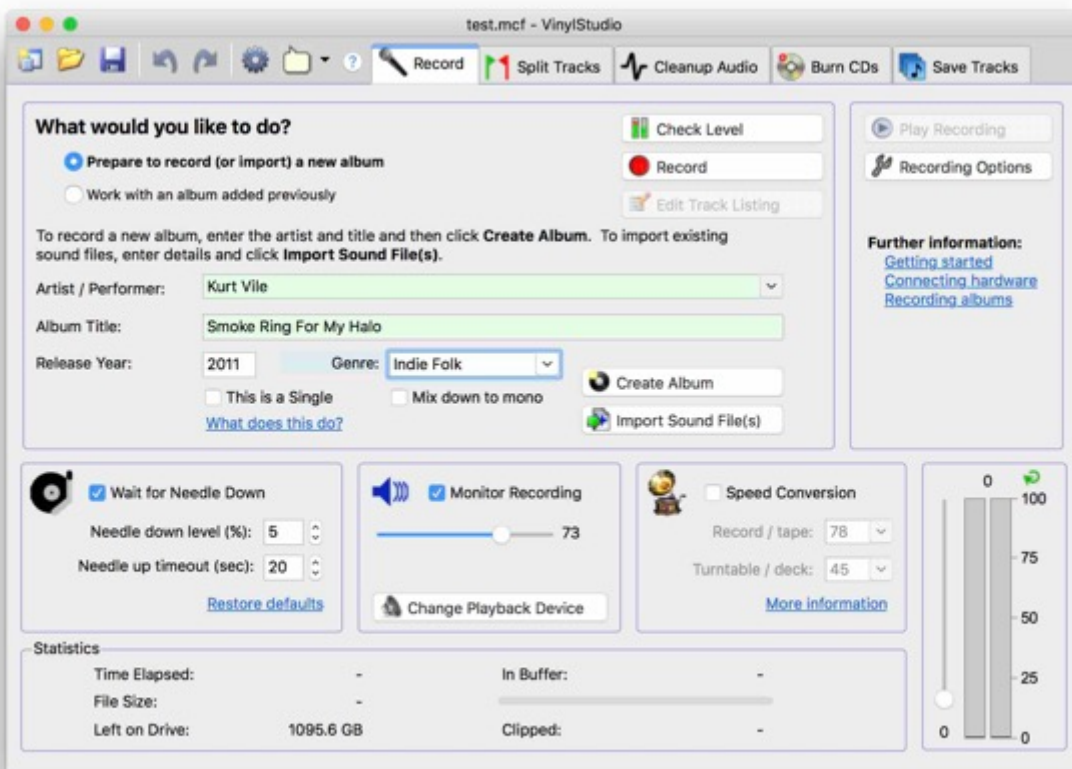 test.mcf - VinylStudio
?
Record
Split Tracks
Cleanup Audio
Burn CDs
Save Tracks
What would you like to do?
Prepare to record (or import) a new album
Work with an album added previously
Check Level
Record
Edit Track Listing
To record a new album, enter the artist and title and then click Create Album. To import existing
sound files, enter details and click Import Sound File(s).
Artist / Performer: Kurt Vile
Album Title: Smoke Ring For My Halo
Release Year: 2011 Genre: Indie Folk
This is a Single Mix down to mono
What does this do?
Create Album
Import Sound File(s)
Play Recording
Recording Options
Further information:
Getting started
Connecting hardware
Recording albums
Wait for Needle Down
Needle down level (%): 5
Needle up timeout (sec): 20
Restore defaults
Monitor Recording
73
Change Playback Device
Speed Conversion
Record / tape: 78
Turntable / deck: 45
More information
0
100
75
50
25
0
0
Statistics
Time Elapsed: -
File Size: -
Left on Drive: 1095.6 GB
In Buffer: -
Clipped: -